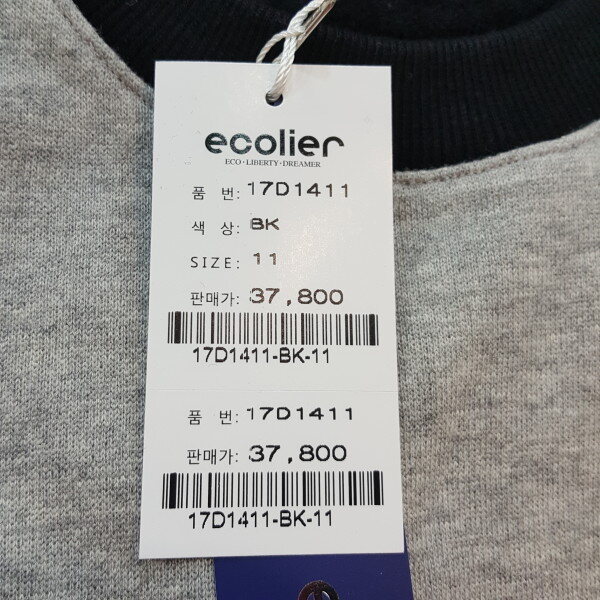 ecolier
ECO · LIBERTY · DREAMER
품 번: 17D1411
色 상: BK
SIZE: 11
판매가: 37,800
17D1411-BK-11
품 번: 17D1411
판매가: 37,800
17D1411-BK-11